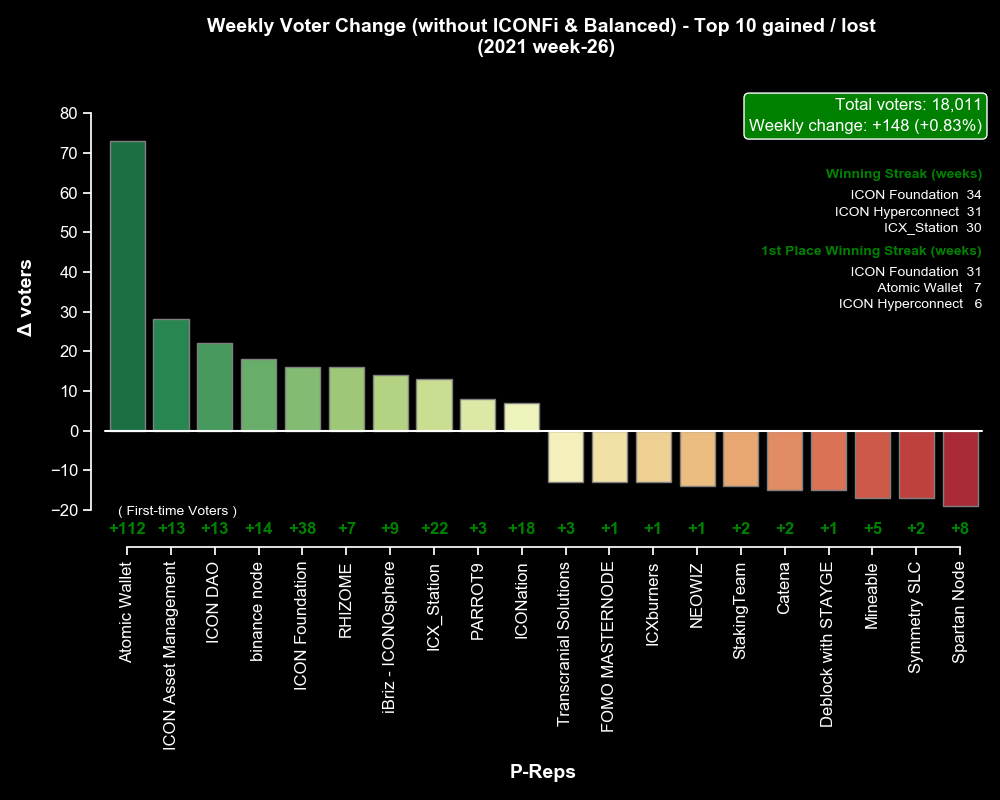 Weekly Voter Change (without ICONFi & Balanced) - Top 10 gained / lost
(2021 week-26)
Total voters: 18,011
Weekly change: +148 (+0.83%)
Winning Streak (weeks)
ICON Foundation 34
ICON Hyperconnect 31
ICX_Station 30
1st Place Winning Streak (weeks)
ICON Foundation 31
Atomic Wallet 7
ICON Hyperconnect 6
Δ voters
80
70
60
50
40
30
20
10
0
−10
−20
( First-time Voters )
+112 +13 +13 +14 +38 +7 +9 +22 +3 +18 +3 +1 +1 +1 +2 +2 +1 +5 +2 +8
Atomic Wallet
ICON Asset Management
ICON DAO
binance node
ICON Foundation
RHIZOME
iBriz - ICONOsphere
ICX_Station
PARROT9
ICONation
Transcranial Solutions
FOMO MASTERNODE
ICXburners
NEOWIZ
StakingTeam
Catena
Deblock with STAYGE
Mineable
Symmetry SLC
Spartan Node
P-Reps